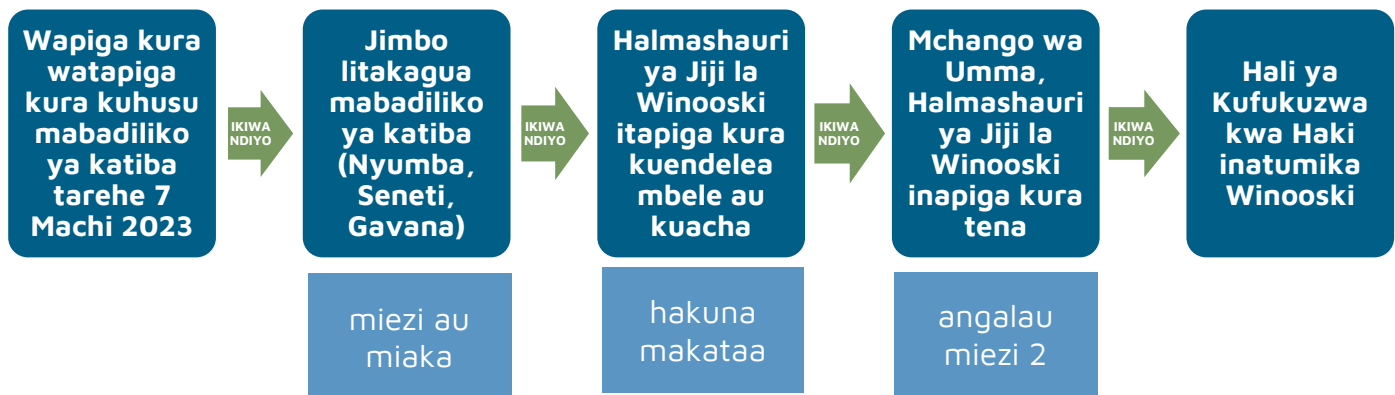 Wapiga kura
watapiga
kura kuhusu
mabadiliko
ya katiba
tarehe 7
Machi 2023
IKIWA
NDIYO
Jimbo
litakagua
mabadiliko
ya katiba
(Nyumba,
Seneti,
Gavana)
miezi au
miaka
IKIWA
NDIYO
Halmashauri
ya Jiji la
Winooski
itapiga kura
kuendelea
mbele au
kuacha
hakuna
makataa
IKIWA
NDIYO
Mchango wa
Umma,
Halmashauri
ya Jiji la
Winooski
inapiga kura
tena
angalau
miezi 2
IKIWA
NDIYO
Hali ya
Kufukuzwa
kwa Haki
inatumika
Winooski